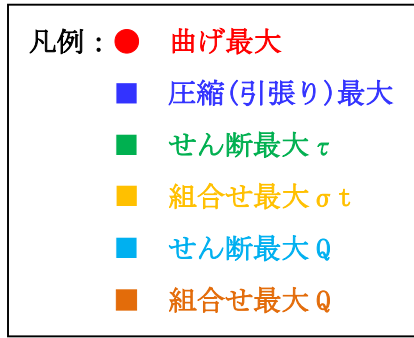 凡例：● 曲げ最大
■ 圧縮(引張り)最大
■ せん断最大τ
■ 組合せ最大σt
■ せん断最大Q
■ 組合せ最大Q